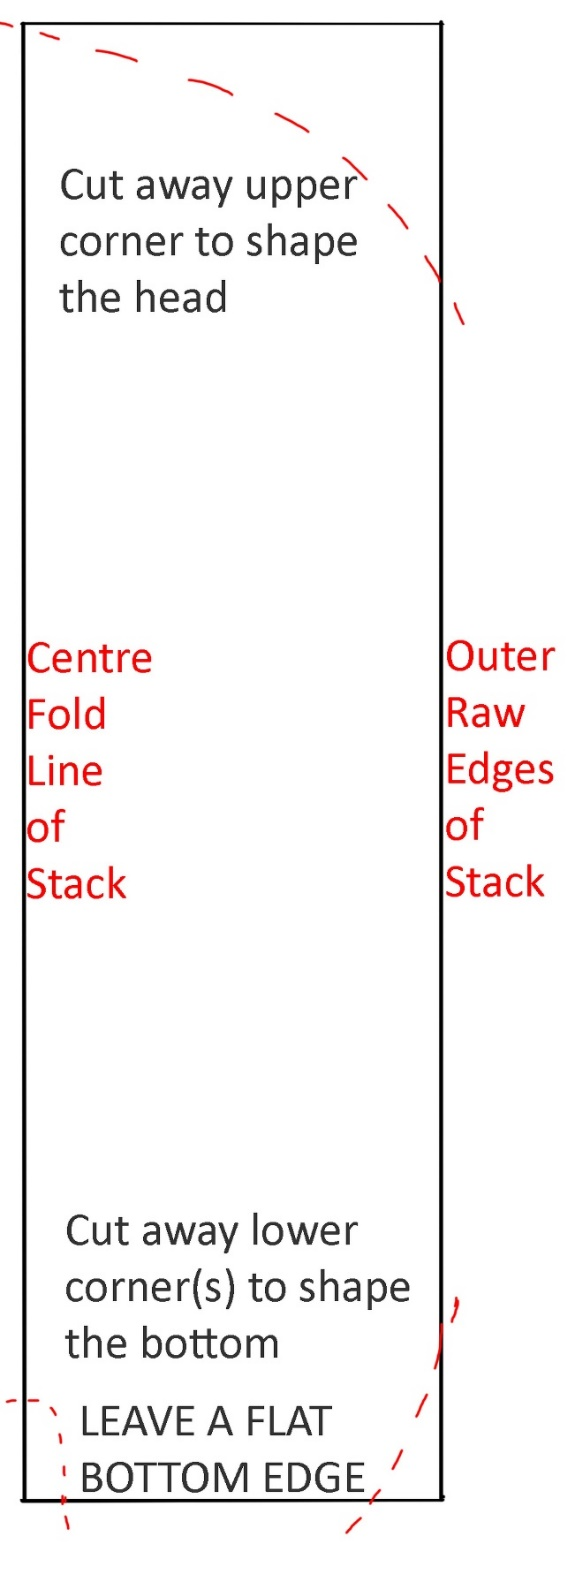 Cut away upper
corner to shape
the head
Centre
Fold
Line
of
Stack
Outer
Raw
Edges
of
Stack
Cut away lower
corner(s) to shape
the bottom
LEAVE A FLAT
BOTTOM EDGE